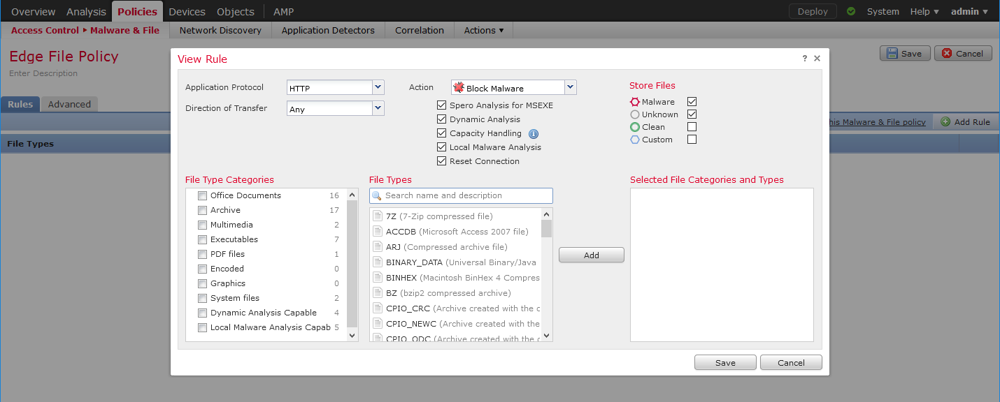 Overview Analysis Policies Devices Objects AMP Deploy System Help ▾ admin ▾
Access Control ▸ Malware & File Network Discovery Application Detectors Correlation Actions ▾
Edge File Policy
Enter Description
Save Cancel
Rules Advanced
his Malware & File policy Add Rule
File Types
View Rule ? ×
Application Protocol HTTP Action Block Malware
Direction of Transfer Any
Spero Analysis for MSEXE
Dynamic Analysis
Capacity Handling
Local Malware Analysis
Reset Connection
Store Files
Malware
Unknown
Clean
Custom
File Type Categories
Office Documents 16
Archive 17
Multimedia 2
Executables 7
PDF files 1
Encoded 0
Graphics 0
System files 2
Dynamic Analysis Capable 4
Local Malware Analysis Capab 5
File Types
Search name and description
7Z (7-Zip compressed file)
ACCDB (Microsoft Access 2007 file)
ARJ (Compressed archive file)
BINARY_DATA (Universal Binary/Java
BINHEX (Macintosh BinHex 4 Compres
BZ (bzip2 compressed archive)
CPIO_CRC (Archive created with the c
CPIO_NEWC (Archive created with the
CPIO_ODC (Archive created with the c
Add
Selected File Categories and Types
Save Cancel